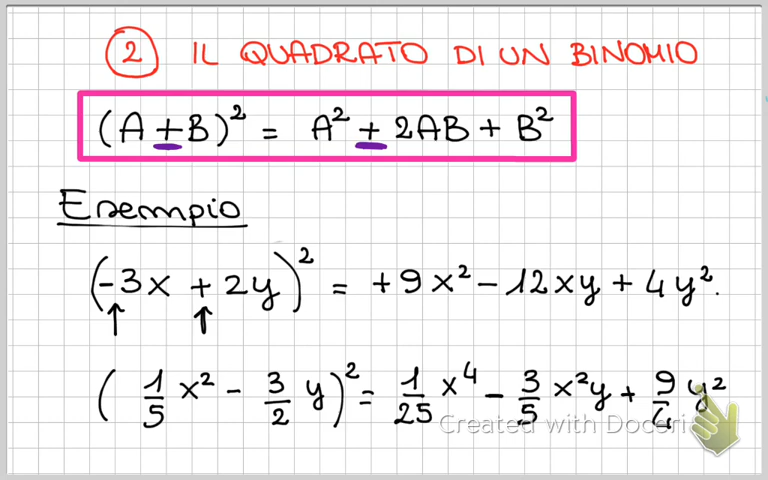 2 IL QUADRATO DI UN BINOMIO
(A + B)² = A² + 2AB + B²
Esempio
(-3x + 2y)² = +9x² - 12xy + 4y².
(1/5 x² - 3/2 y)² = 1/25 x⁴ - 3/5 x²y + 9/4 y²
Created with Doceri